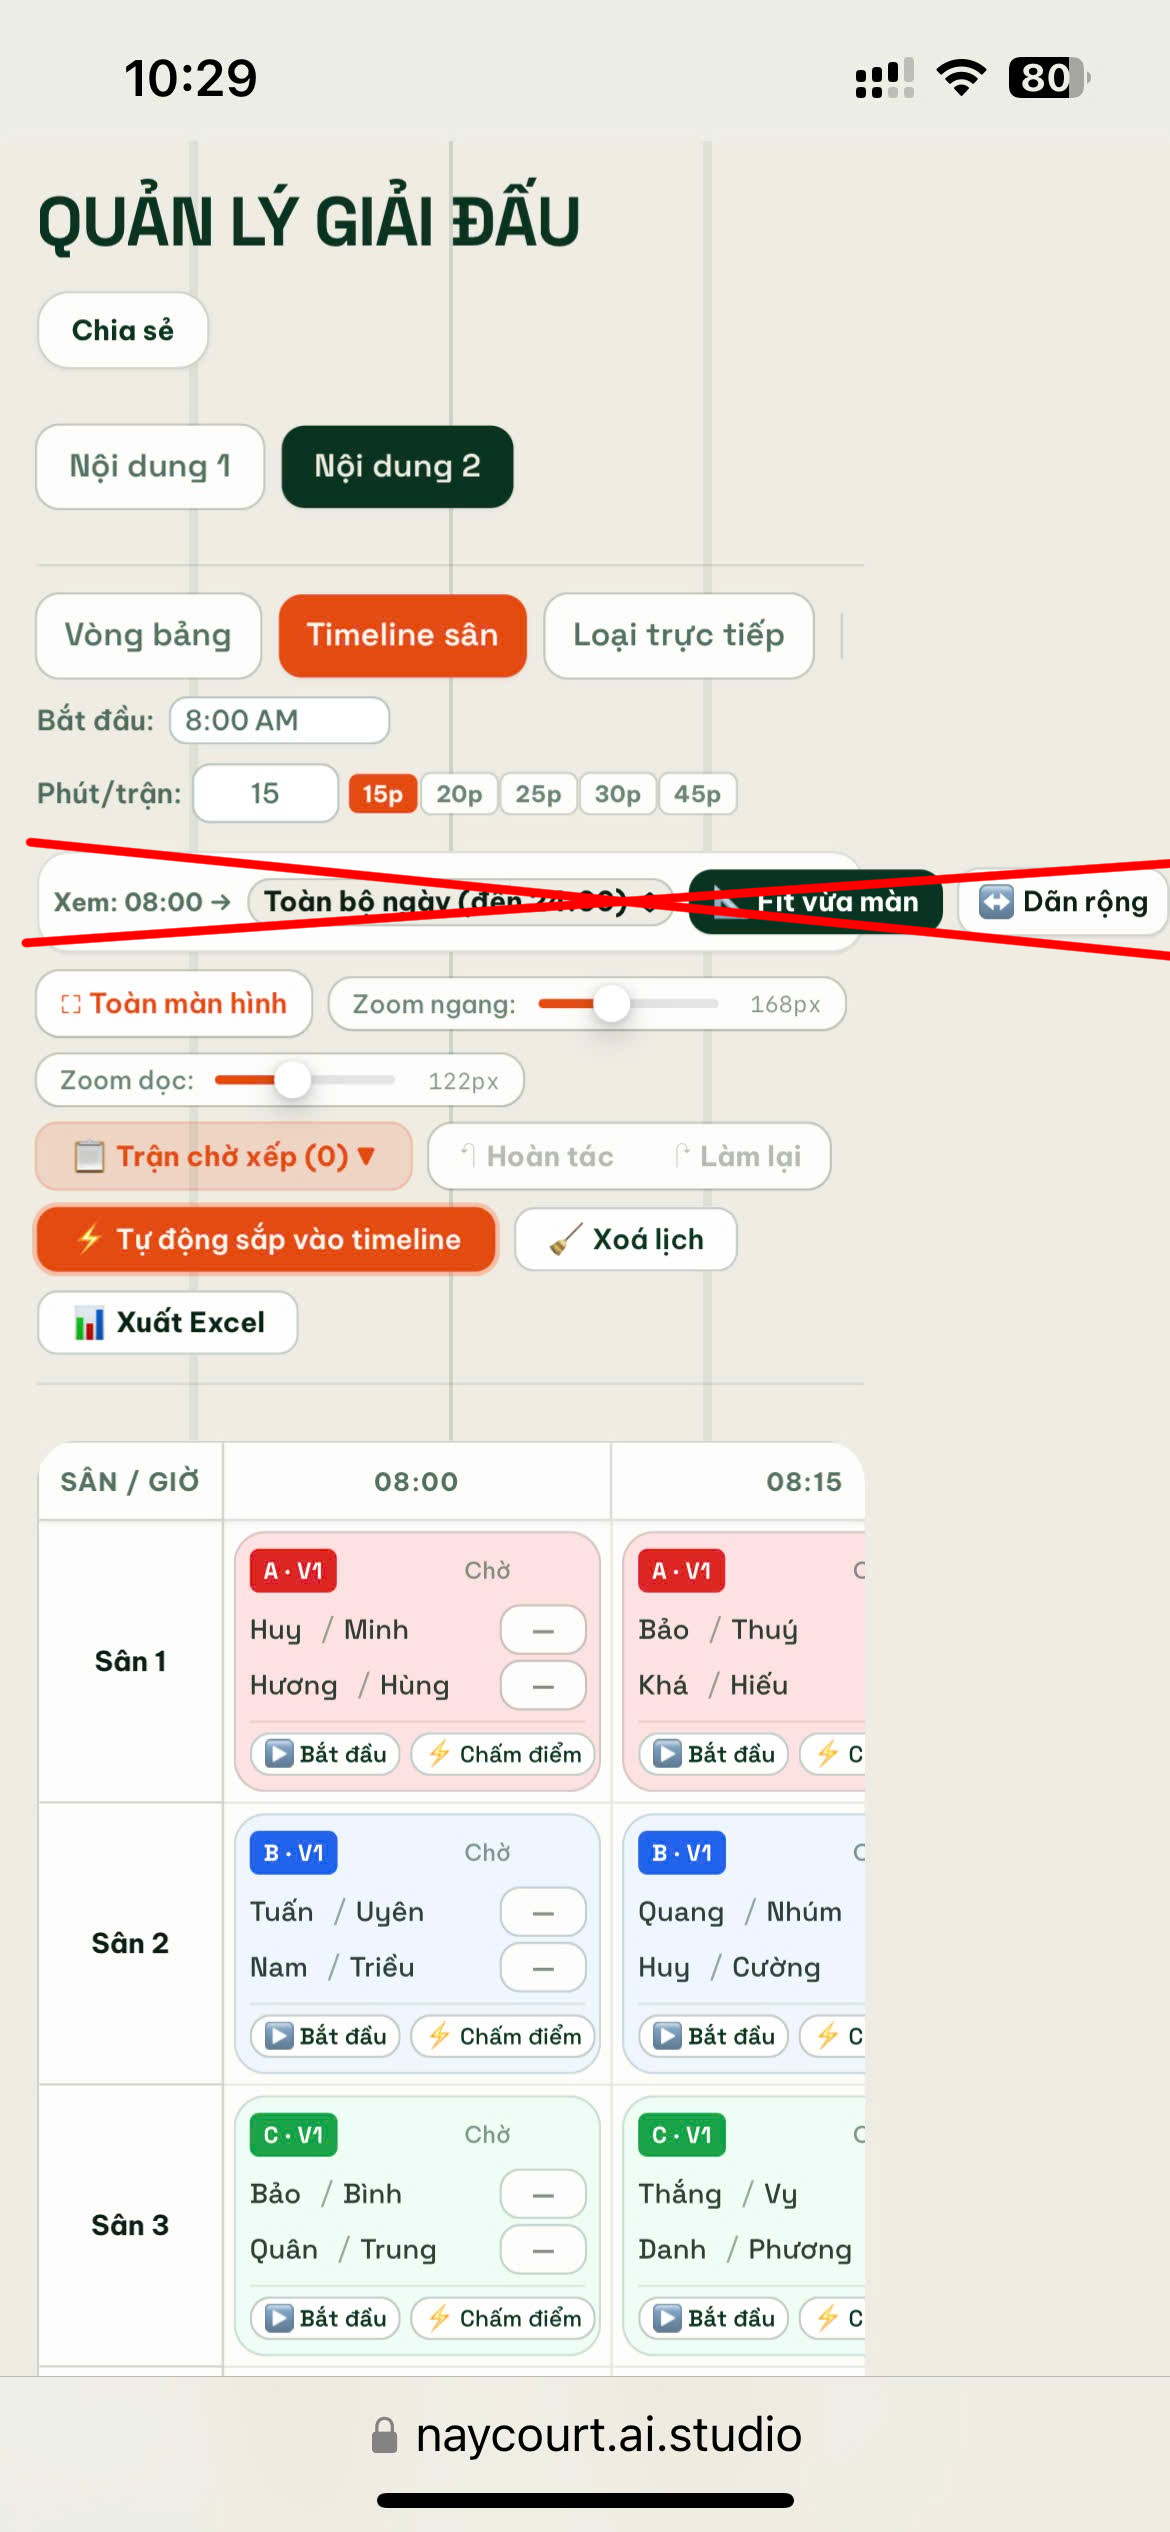 10:29
80
QUẢN LÝ GIẢI ĐẤU
Chia sẻ
Nội dung 1 Nội dung 2
Vòng bảng Timeline sân Loại trực tiếp
Bắt đầu: 8:00 AM
Phút/trận: 15 15p 20p 25p 30p 45p
Xem: 08:00 → Toàn bộ ngày (đến 24:00) Fit vừa màn Dãn rộng
Toàn màn hình Zoom ngang: 168px
Zoom dọc: 122px
Trận chờ xếp (0) ▼ Hoàn tác Làm lại
Tự động sắp vào timeline Xoá lịch
Xuất Excel
SÂN / GIỜ 08:00 08:15
Sân 1
A · V1 Chờ
Huy / Minh —
Hương / Hùng —
Bắt đầu Chấm điểm
A · V1 C
Bảo / Thuý
Khá / Hiếu
Bắt đầu C
Sân 2
B · V1 Chờ
Tuấn / Uyên —
Nam / Triều —
Bắt đầu Chấm điểm
B · V1 C
Quang / Nhúm
Huy / Cường
Bắt đầu C
Sân 3
C · V1 Chờ
Bảo / Bình —
Quân / Trung —
Bắt đầu Chấm điểm
C · V1 C
Thắng / Vy
Danh / Phương
Bắt đầu C
naycourt.ai.studio